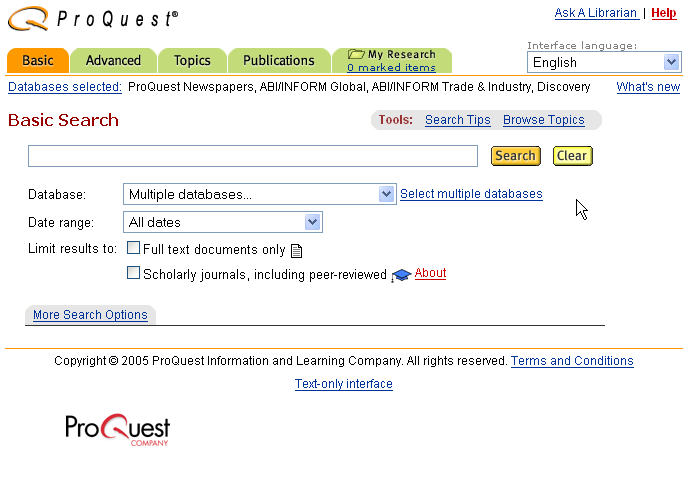 ProQuest®
Ask A Librarian | Help
Interface language:
English
Basic Advanced Topics Publications My Research
0 marked items
Databases selected: ProQuest Newspapers, ABI/INFORM Global, ABI/INFORM Trade & Industry, Discovery What's new
Basic Search
Tools: Search Tips Browse Topics
Search Clear
Database: Multiple databases... Select multiple databases
Date range: All dates
Limit results to: Full text documents only
Scholarly journals, including peer-reviewed About
More Search Options
Copyright © 2005 ProQuest Information and Learning Company. All rights reserved. Terms and Conditions
Text-only interface
ProQuest
COMPANY